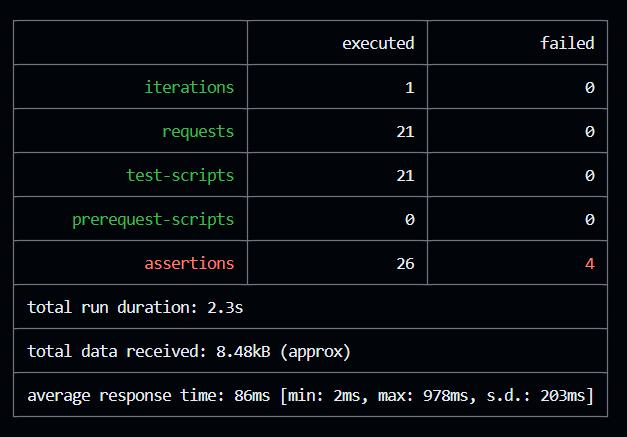 executed failed
iterations 1 0
requests 21 0
test-scripts 21 0
prerequest-scripts 0 0
assertions 26 4
total run duration: 2.3s
total data received: 8.48kB (approx)
average response time: 86ms [min: 2ms, max: 978ms, s.d.: 203ms]